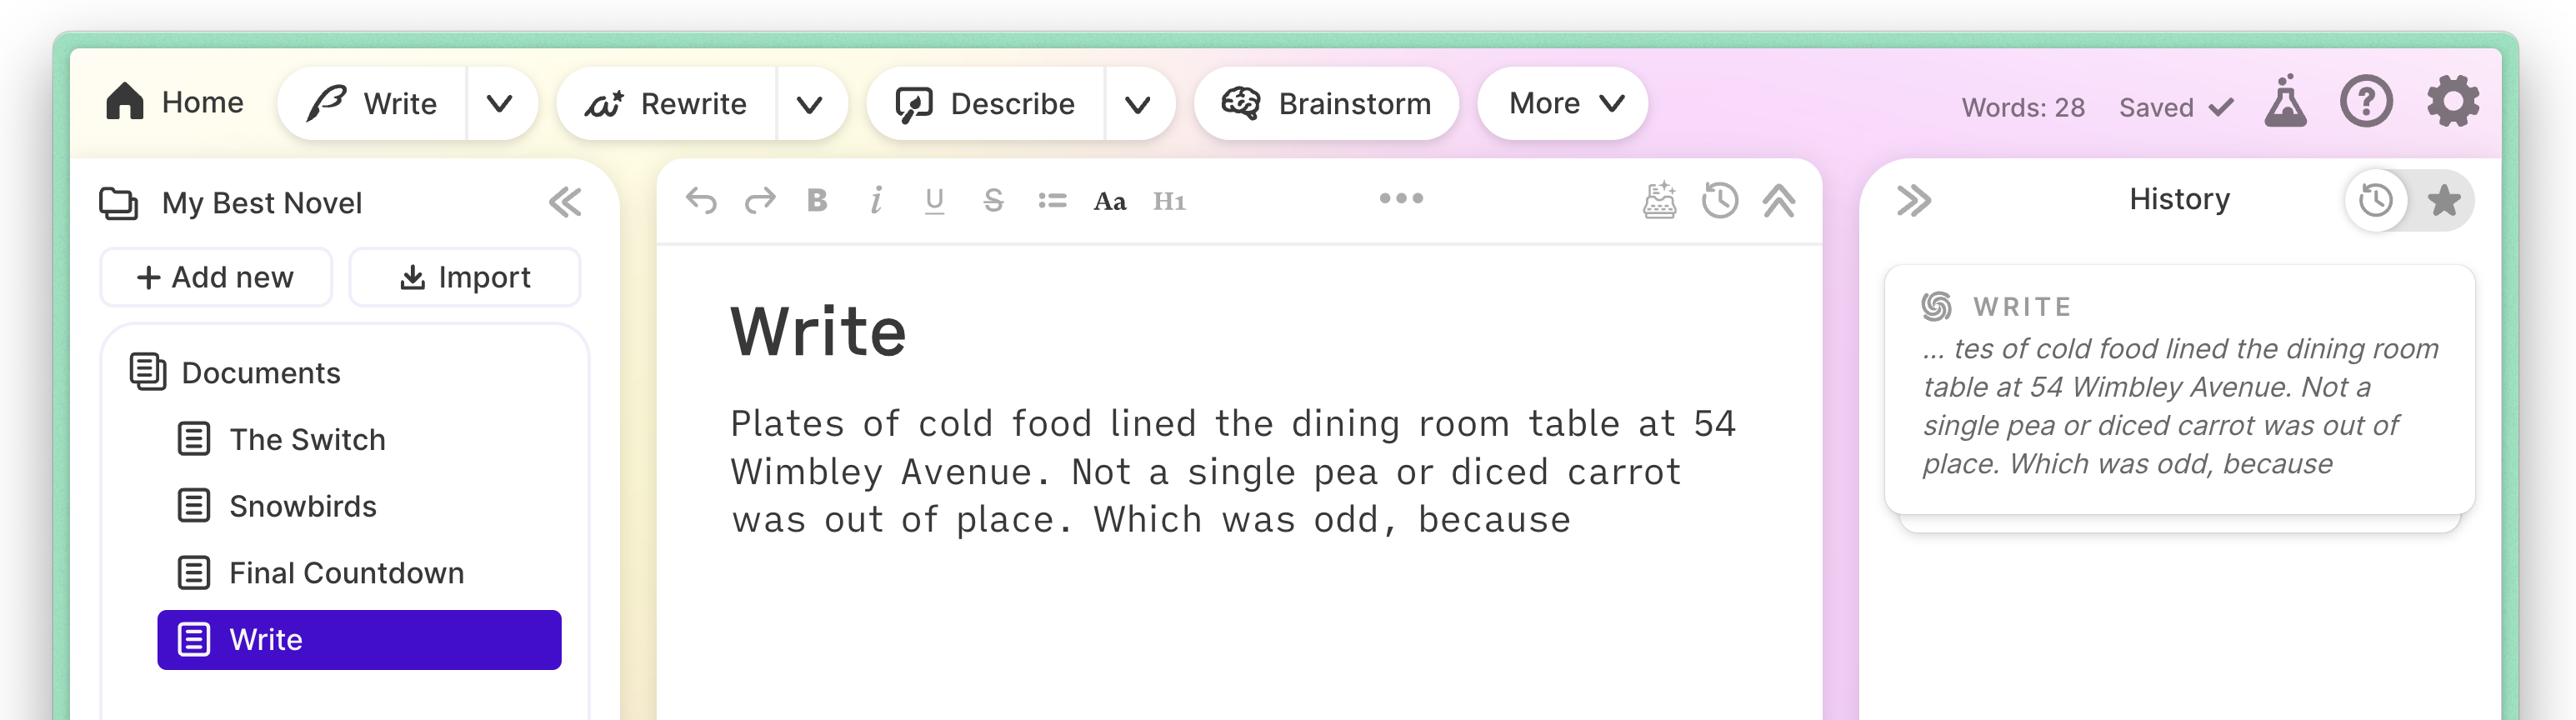 Home
Write
Rewrite
Describe
Brainstorm
More
Words: 28
Saved
My Best Novel
+ Add new
Import
Documents
The Switch
Snowbirds
Final Countdown
Write
B i U S Aa H1
•••
Write
Plates of cold food lined the dining room table at 54
Wimbley Avenue. Not a single pea or diced carrot
was out of place. Which was odd, because
History
WRITE
... tes of cold food lined the dining room
table at 54 Wimbley Avenue. Not a
single pea or diced carrot was out of
place. Which was odd, because